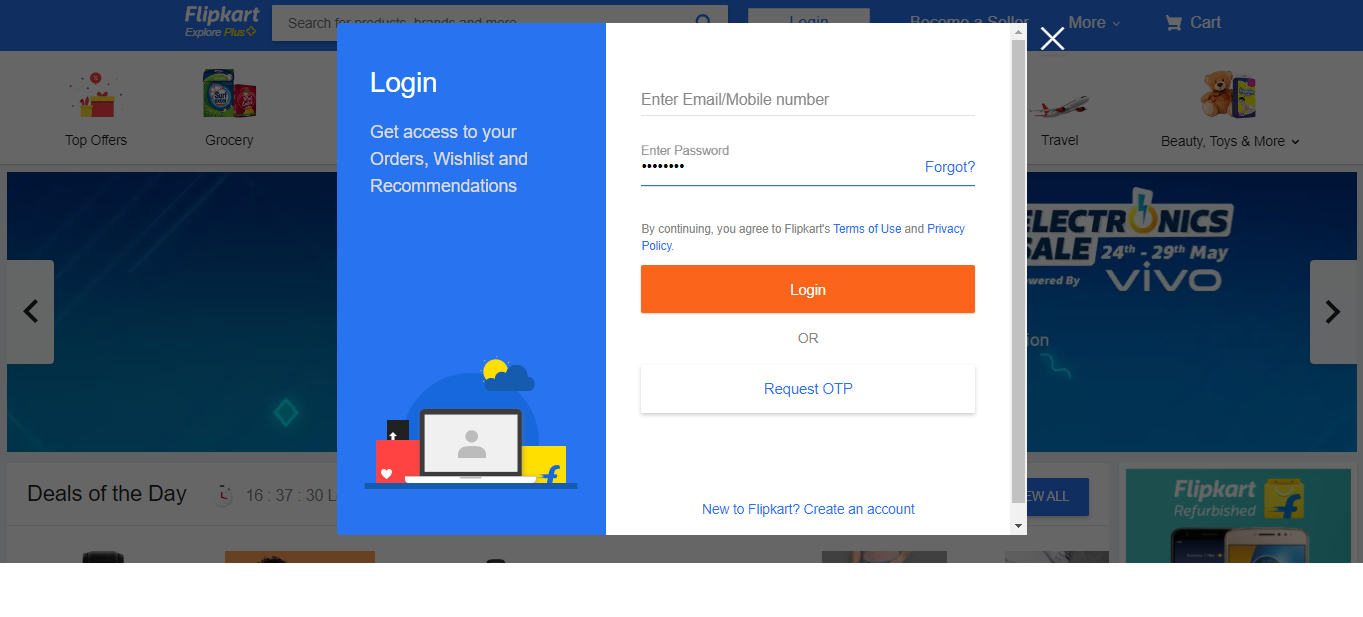 Flipkart
Explore Plus
Search for products, brands and more
Login
Become a Seller
More
Cart
Top Offers
Grocery
Travel
Beauty, Toys & More
Login
Get access to your
Orders, Wishlist and
Recommendations
Enter Email/Mobile number
Enter Password
••••••••
Forgot?
By continuing, you agree to Flipkart's Terms of Use and Privacy
Policy.
Login
OR
Request OTP
New to Flipkart? Create an account
ELECTRONICS
SALE 24th - 29th May
vivo
Deals of the Day
16 : 37 : 30 L
EW ALL
Flipkart
Refurbished